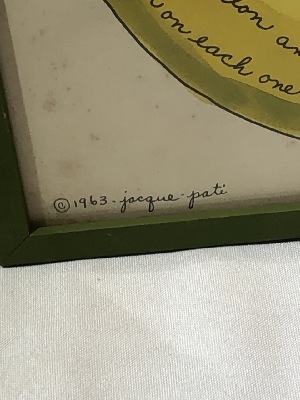 on each one
© 1963 - jacque - pati